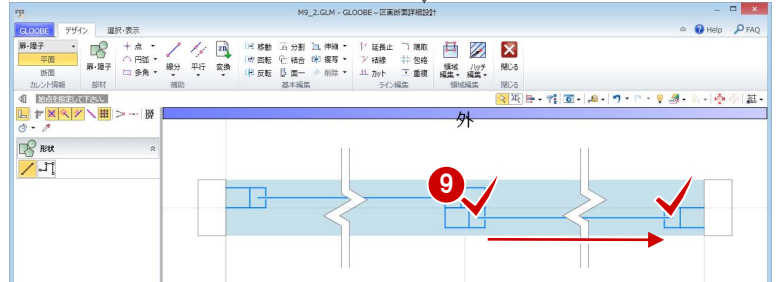 M9_2.GLM - GLOOBE – 区画断面詳細設計
GLOOBE デザイン 選択・表示 Help FAQ
扉・障子
平面
断面
カレント情報
扉・障子
部材
点
円弧
多角
線分
平行
変換
補助
移動 分割 伸縮
回転 結合 複写
反転 面一 削除
基本編集
延長止 隅取
結線 包絡
カット 重複
ライン編集
領域編集
ハッチ編集
領域編集
閉じる
閉じる
始点を指定して下さい。
形状
外
9